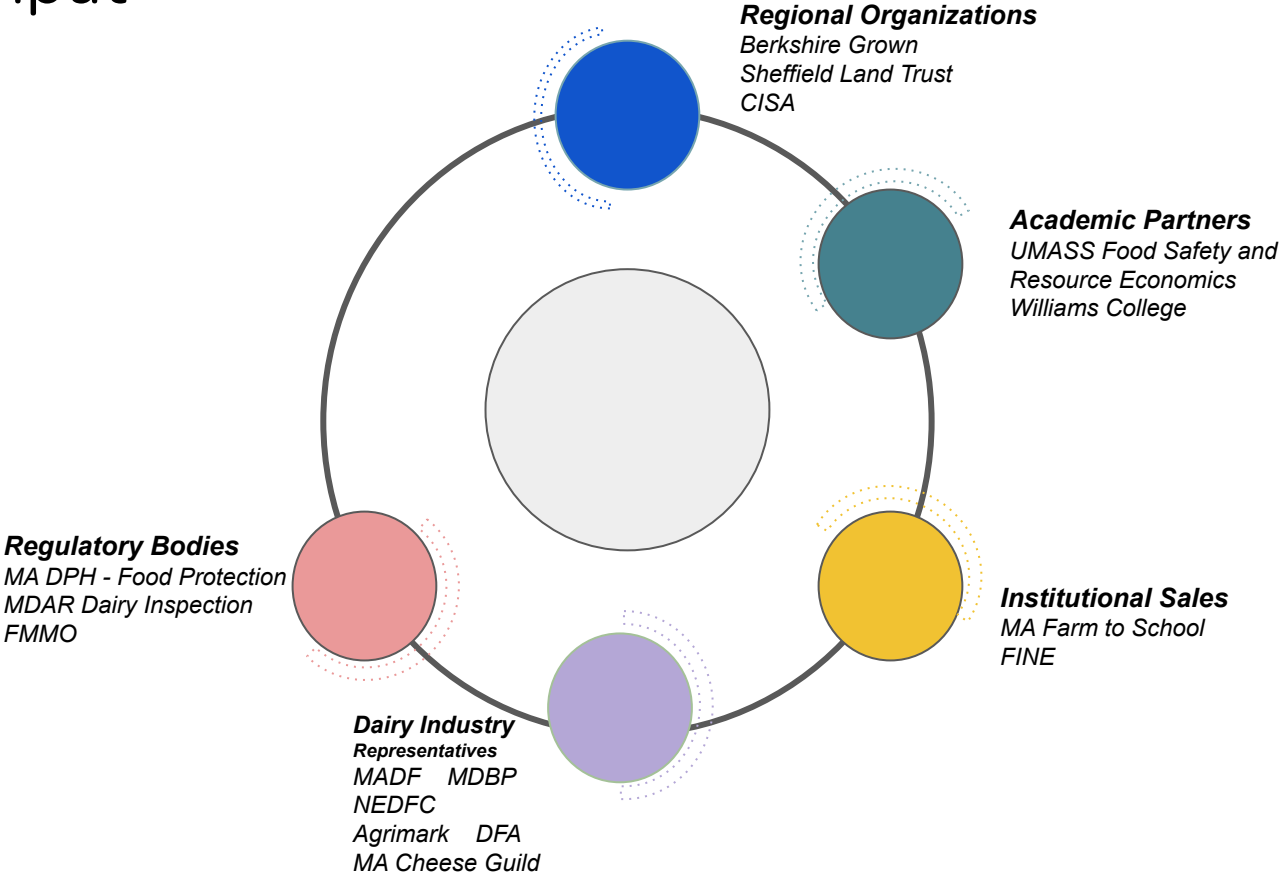 Regional Organizations
Berkshire Grown
Sheffield Land Trust
CISA
Academic Partners
UMASS Food Safety and
Resource Economics
Williams College
Regulatory Bodies
MA DPH - Food Protection
MDAR Dairy Inspection
FMMO
Institutional Sales
MA Farm to School
FINE
Dairy Industry
Representatives
MADF MDBP
NEDFC
Agrimark DFA
MA Cheese Guild